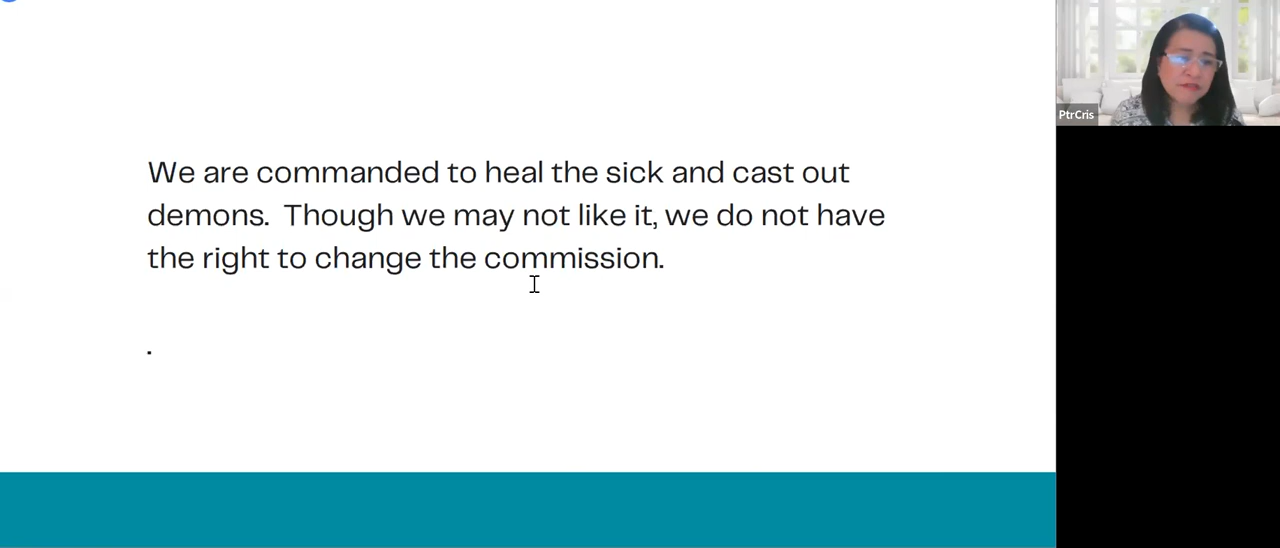 We are commanded to heal the sick and cast out
demons.  Though we may not like it, we do not have
the right to change the commission.
.
PtrCris